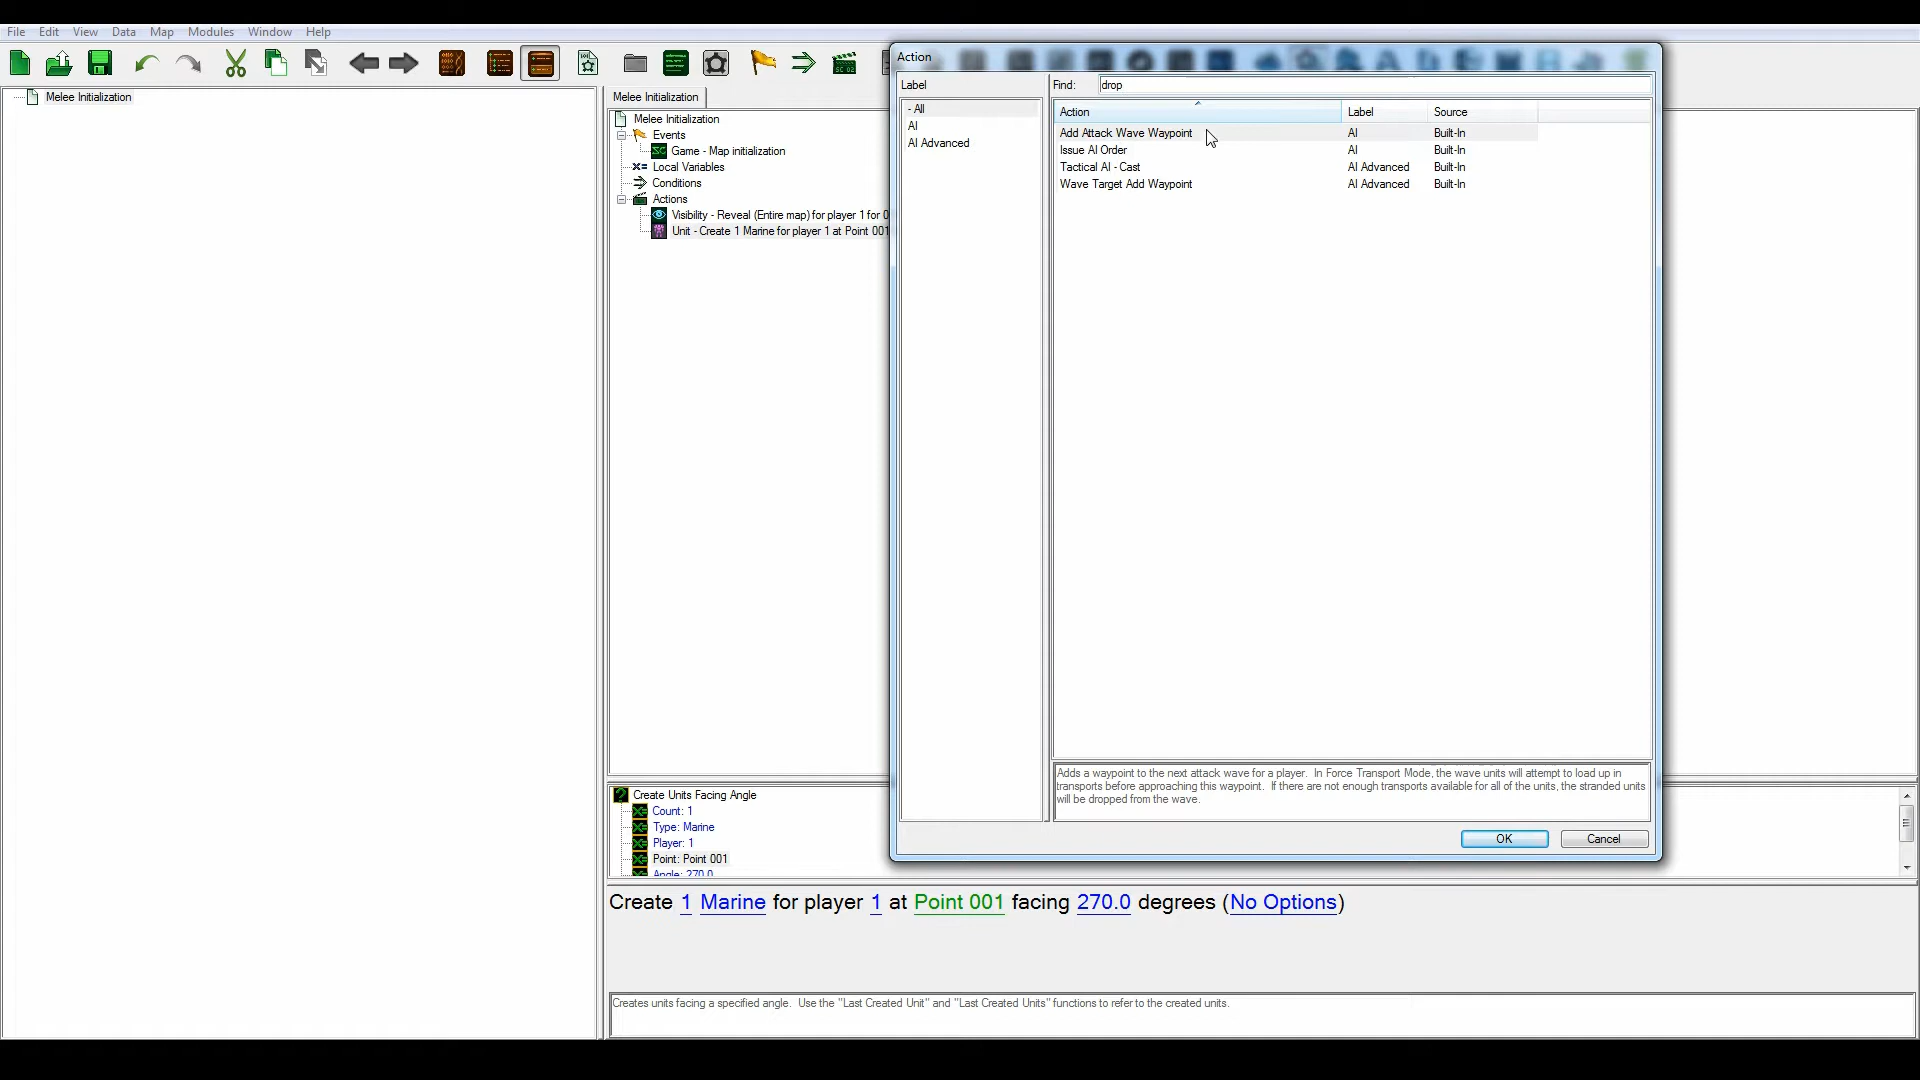 File Edit View Data Map Modules Window Help
Melee Initialization
Melee Initialization
Melee Initialization
Events
Game - Map initialization
Local Variables
Conditions
Actions
Visibility - Reveal (Entire map) for player 1 for 0
Unit - Create 1 Marine for player 1 at Point 001
Action
Label
- All
AI
AI Advanced
Find: drop
Action Label Source
Add Attack Wave Waypoint AI Built-In
Issue AI Order AI Built-In
Tactical AI - Cast AI Advanced Built-In
Wave Target Add Waypoint AI Advanced Built-In
Adds a waypoint to the next attack wave for a player. In Force Transport Mode, the wave units will attempt to load up in
transports before approaching this waypoint. If there are not enough transports available for all of the units, the stranded units
will be dropped from the wave.
OK Cancel
Create Units Facing Angle
Count: 1
Type: Marine
Player: 1
Point: Point 001
Angle: 270.0
Create 1 Marine for player 1 at Point 001 facing 270.0 degrees (No Options)
Creates units facing a specified angle. Use the "Last Created Unit" and "Last Created Units" functions to refer to the created units.